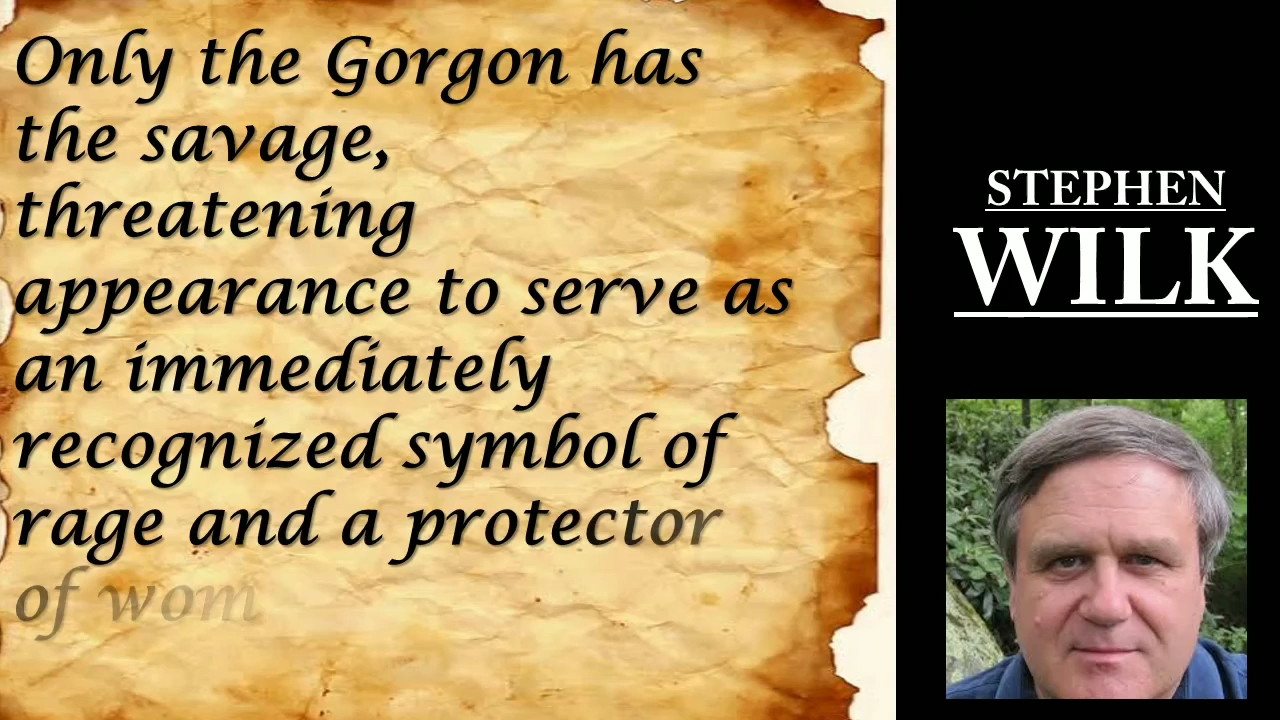 Only the Gorgon has
the savage,
threatening
appearance to serve as
an immediately
recognized symbol of
rage and a protector
of wom
STEPHEN
WILK